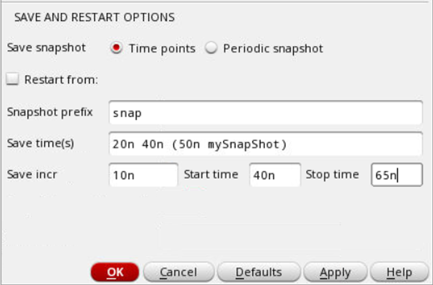 SAVE AND RESTART OPTIONS
Save snapshot Time points Periodic snapshot
Restart from:
Snapshot prefix snap
Save time(s) 20n 40n (50n mySnapShot)
Save incr 10n Start time 40n Stop time 65n
OK Cancel Defaults Apply Help